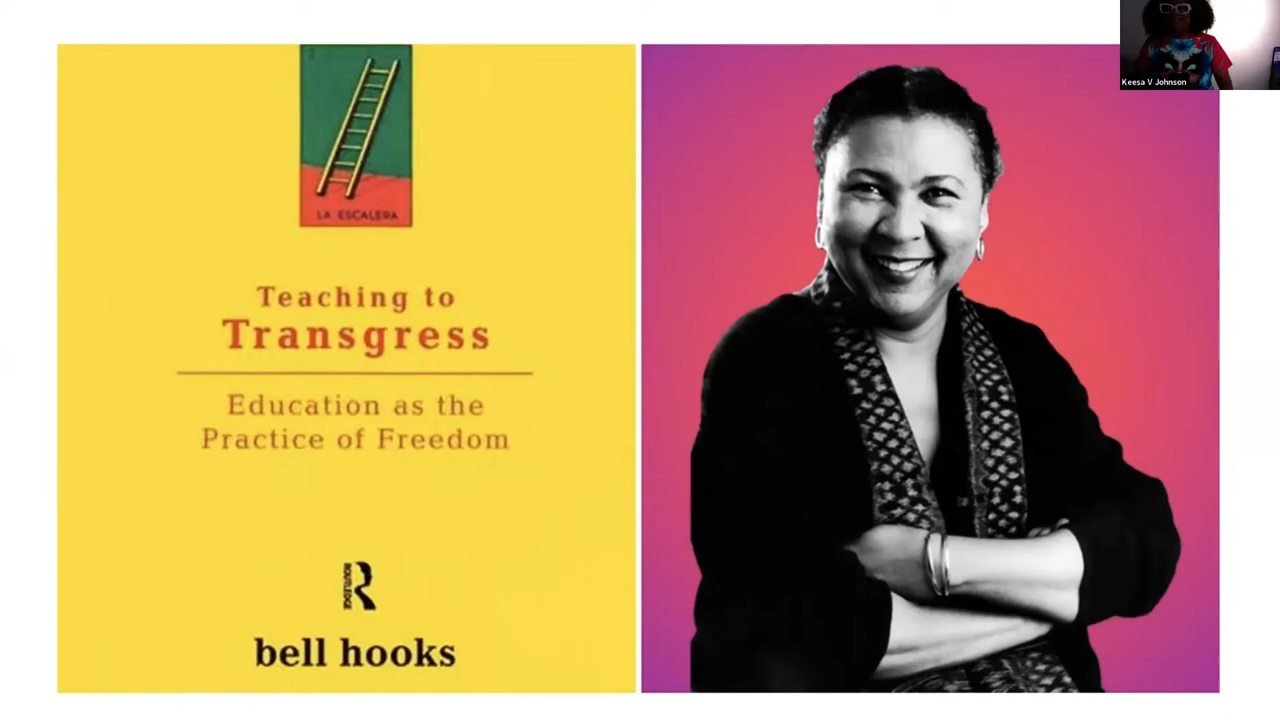 LA ESCALERA
Teaching to
Transgress
Education as the
Practice of Freedom
ROUTLEDGE
bell hooks
Keesa V Johnson